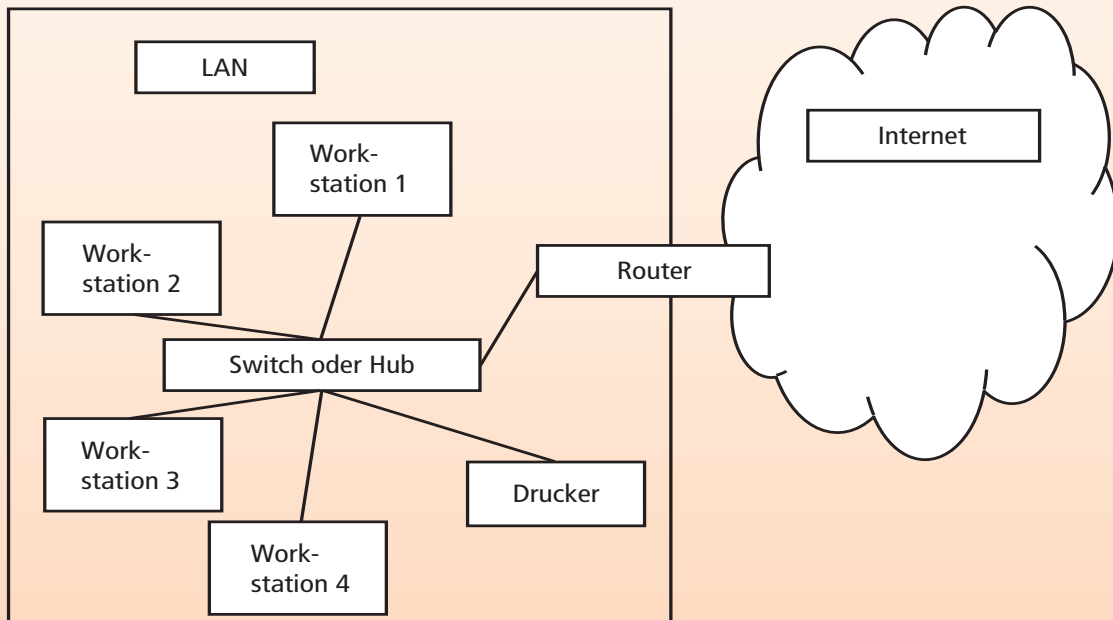 LAN
Internet
Work-
station 1
Work-
station 2
Router
Switch oder Hub
Work-
station 3
Drucker
Work-
station 4